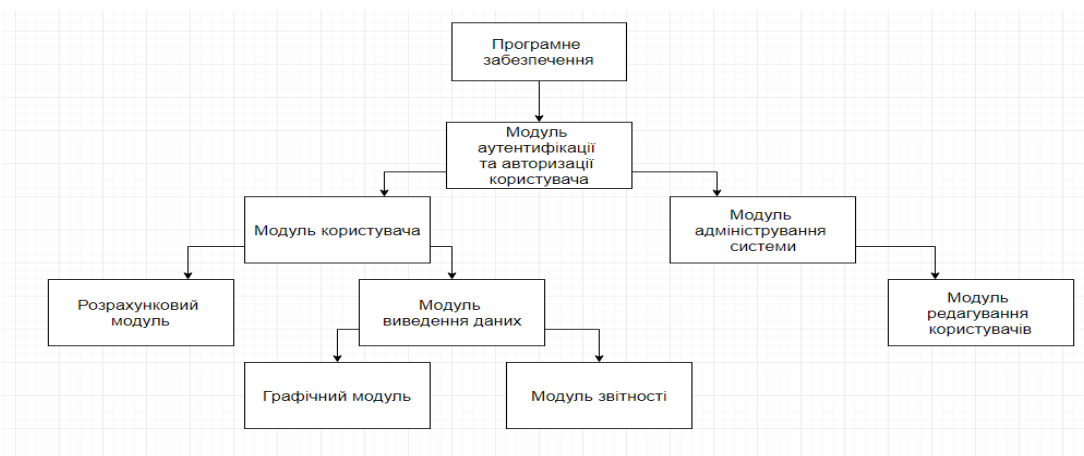 Програмне
забезпечення
Модуль
аутентифікації
та авторизації
користувача
Модуль користувача
Модуль
адміністрування
системи
Розрахунковий
модуль
Модуль
виведення даних
Модуль
редагування
користувачів
Графічний модуль
Модуль звітності